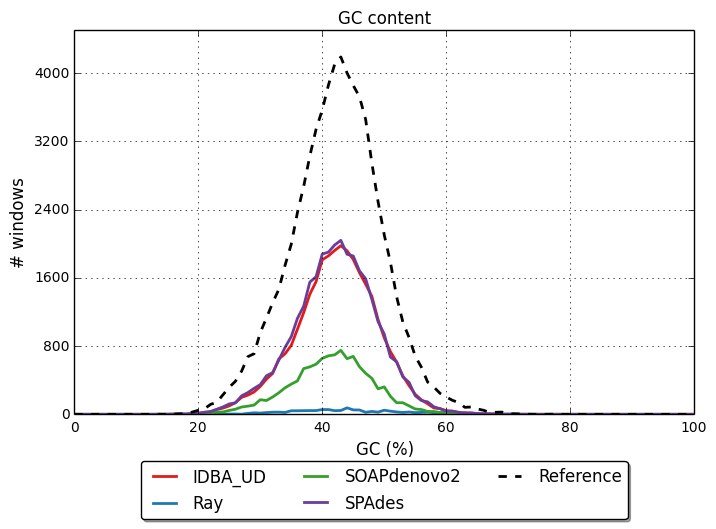 GC content
# windows
4000
3200
2400
1600
800
0
0 20 40 60 80 100
GC (%)
IDBA_UD SOAPdenovo2 Reference
Ray SPAdes